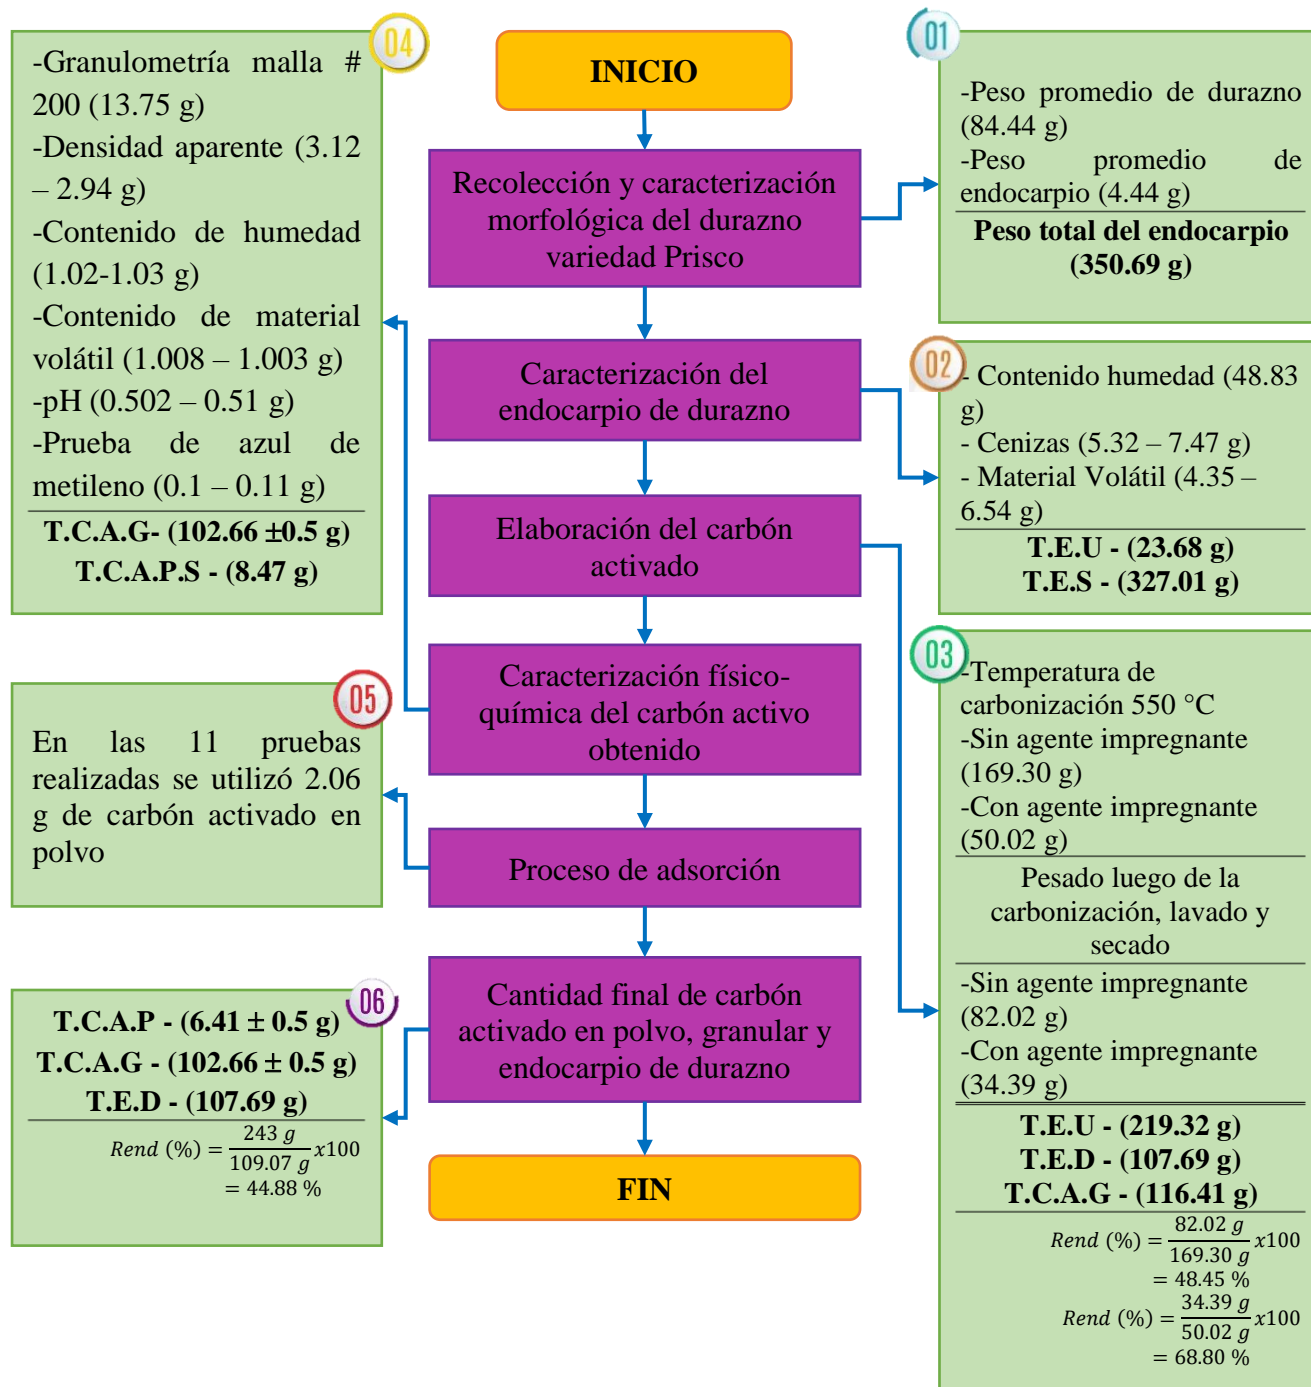 INICIO
Recolección y caracterización
morfológica del durazno
variedad Prisco
01
-Peso promedio de durazno
(84.44 g)
-Peso promedio de
endocarpio (4.44 g)
Peso total del endocarpio
(350.69 g)
Caracterización del
endocarpio de durazno
02
- Contenido humedad (48.83
g)
- Cenizas (5.32 – 7.47 g)
- Material Volátil (4.35 –
6.54 g)
T.E.U - (23.68 g)
T.E.S - (327.01 g)
Elaboración del carbón
activado
03
-Temperatura de
carbonización 550 °C
-Sin agente impregnante
(169.30 g)
-Con agente impregnante
(50.02 g)
Pesado luego de la
carbonización, lavado y
secado
-Sin agente impregnante
(82.02 g)
-Con agente impregnante
(34.39 g)
T.E.U - (219.32 g)
T.E.D - (107.69 g)
T.C.A.G - (116.41 g)
Rend (%) = 82.02 g / 169.30 g x100
= 48.45 %
Rend (%) = 34.39 g / 50.02 g x100
= 68.80 %
Caracterización físico-
química del carbón activo
obtenido
04
-Granulometría malla #
200 (13.75 g)
-Densidad aparente (3.12
– 2.94 g)
-Contenido de humedad
(1.02-1.03 g)
-Contenido de material
volátil (1.008 – 1.003 g)
-pH (0.502 – 0.51 g)
-Prueba de azul de
metileno (0.1 – 0.11 g)
T.C.A.G- (102.66 ±0.5 g)
T.C.A.P.S - (8.47 g)
Proceso de adsorción
05
En las 11 pruebas
realizadas se utilizó 2.06
g de carbón activado en
polvo
Cantidad final de carbón
activado en polvo, granular y
endocarpio de durazno
06
T.C.A.P - (6.41 ± 0.5 g)
T.C.A.G - (102.66 ± 0.5 g)
T.E.D - (107.69 g)
Rend (%) = 243 g / 109.07 g x100
= 44.88 %
FIN